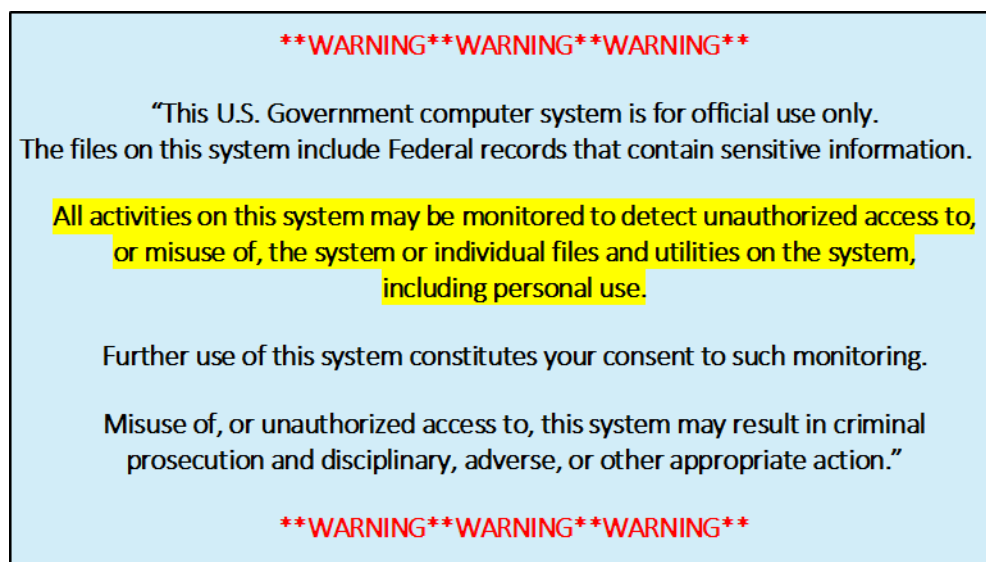 **WARNING**WARNING**WARNING**
“This U.S. Government computer system is for official use only.
The files on this system include Federal records that contain sensitive information.
All activities on this system may be monitored to detect unauthorized access to,
or misuse of, the system or individual files and utilities on the system,
including personal use.
Further use of this system constitutes your consent to such monitoring.
Misuse of, or unauthorized access to, this system may result in criminal
prosecution and disciplinary, adverse, or other appropriate action.”
**WARNING**WARNING**WARNING**